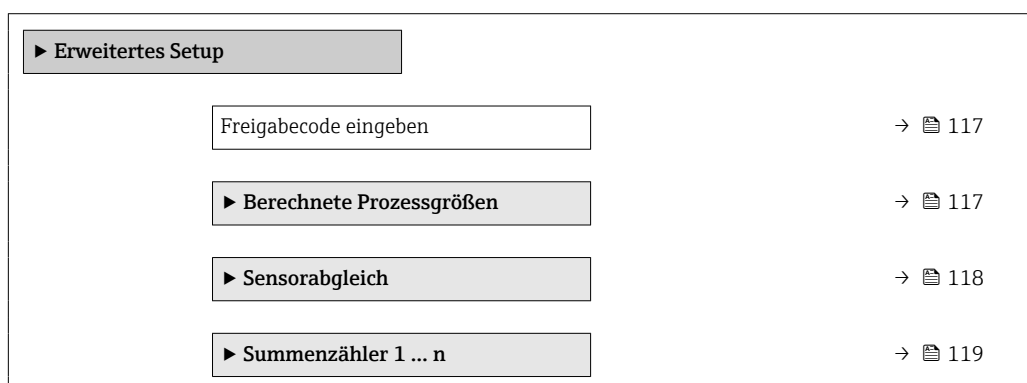 ▶ Erweitertes Setup
Freigabecode eingeben → 117
▶ Berechnete Prozessgrößen → 117
▶ Sensorabgleich → 118
▶ Summenzähler 1 ... n → 119